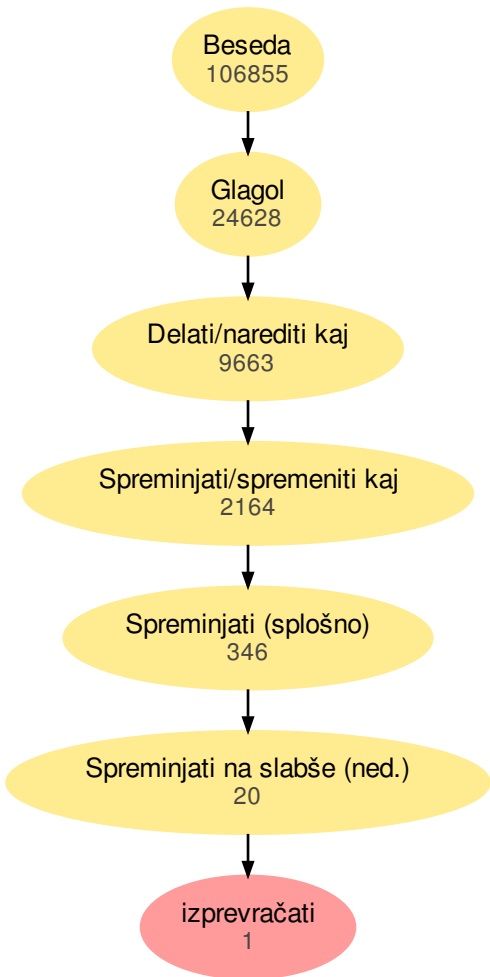 Beseda
106855
Glagol
24628
Delati/narediti kaj
9663
Spreminjati/spremeniti kaj
2164
Spreminjati (splošno)
346
Spreminjati na slabše (ned.)
20
izprevračati
1